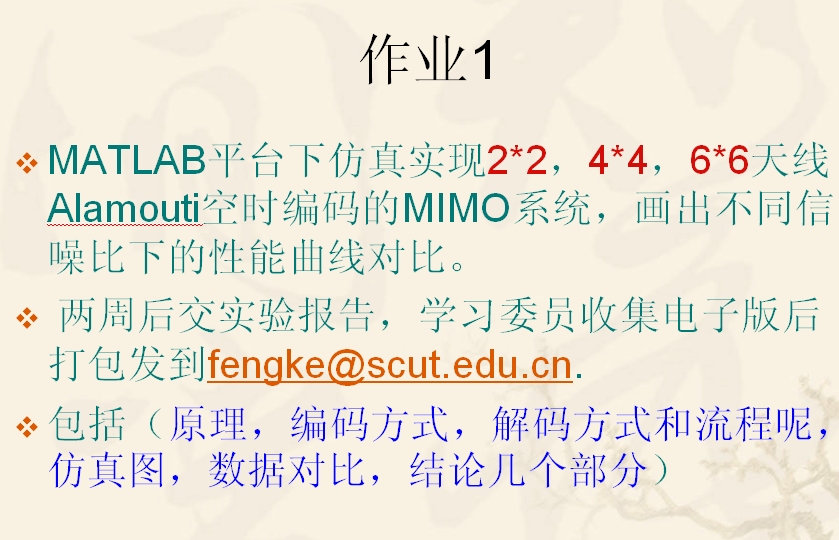 作业1
MATLAB平台下仿真实现2*2，4*4，6*6天线
Alamouti空时编码的MIMO系统，画出不同信
噪比下的性能曲线对比。
两周后交实验报告，学习委员收集电子版后
打包发到fengke@scut.edu.cn.
包括（原理，编码方式，解码方式和流程呢，
仿真图，数据对比，结论几个部分）